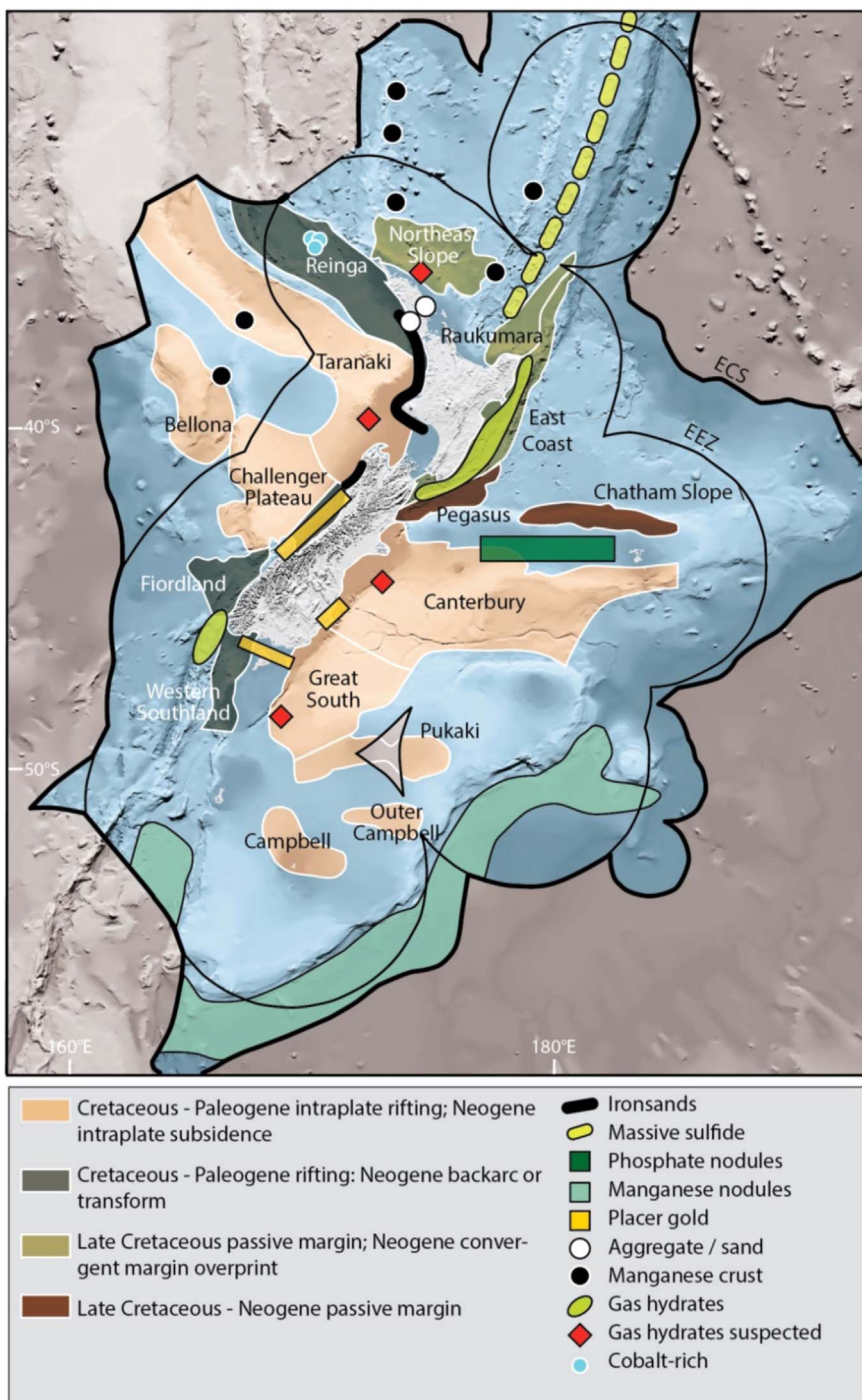 Northeast
Slope
Reinga
Raukumara
Taranaki
ECS
Bellona
40°S
East
Coast
EEZ
Challenger
Plateau
Chatham Slope
Pegasus
Fiordland
Canterbury
Great
South
Western
Southland
Pukaki
50°S
Outer
Campbell
Campbell
160°E
180°E
Cretaceous - Paleogene intraplate rifting; Neogene
intraplate subsidence
Cretaceous - Paleogene rifting: Neogene backarc or
transform
Late Cretaceous passive margin; Neogene conver-
gent margin overprint
Late Cretaceous - Neogene passive margin
Ironsands
Massive sulfide
Phosphate nodules
Manganese nodules
Placer gold
Aggregate / sand
Manganese crust
Gas hydrates
Gas hydrates suspected
Cobalt-rich